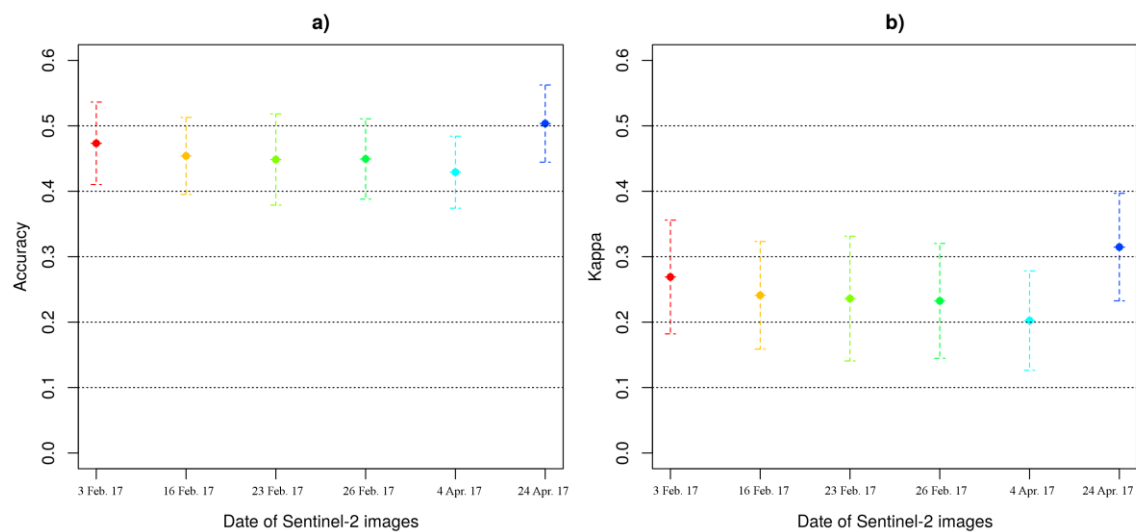 a)
Accuracy
0.6
0.5
0.4
0.3
0.2
0.1
0.0
3 Feb. 17 16 Feb. 17 23 Feb. 17 26 Feb. 17 4 Apr. 17 24 Apr. 17
Date of Sentinel-2 images
b)
Kappa
0.6
0.5
0.4
0.3
0.2
0.1
0.0
3 Feb. 17 16 Feb. 17 23 Feb. 17 26 Feb. 17 4 Apr. 17 24 Apr. 17
Date of Sentinel-2 images